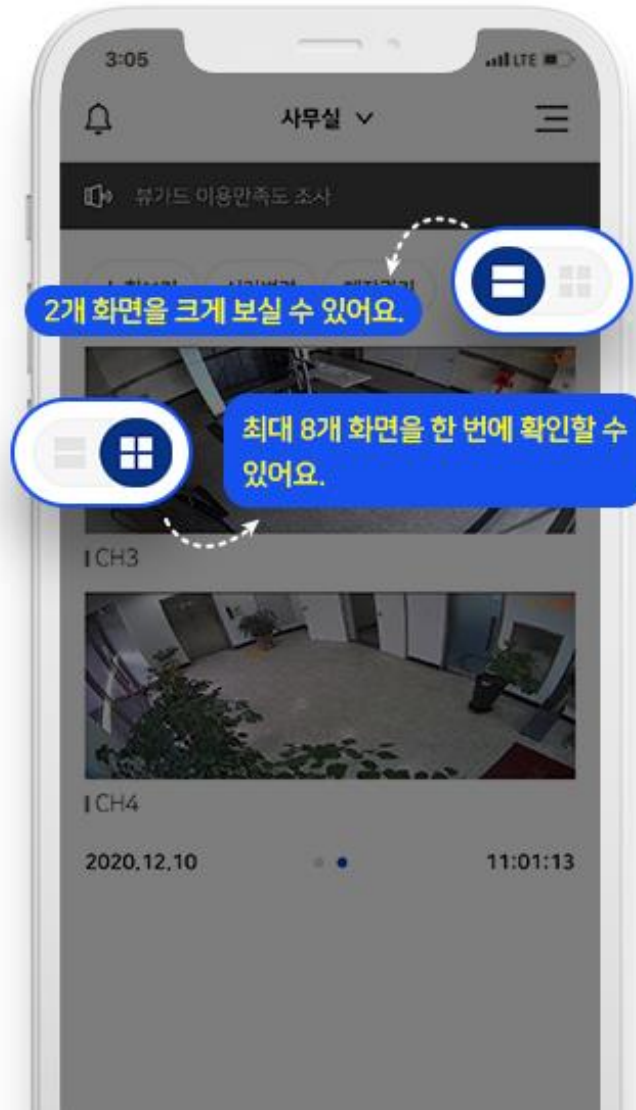 3:05
LTE
사무실
뷰가드 이용만족도 조사
2개 화면을 크게 보실 수 있어요.
최대 8개 화면을 한 번에 확인할 수
있어요.
CH3
CH4
2020.12.10
11:01:13